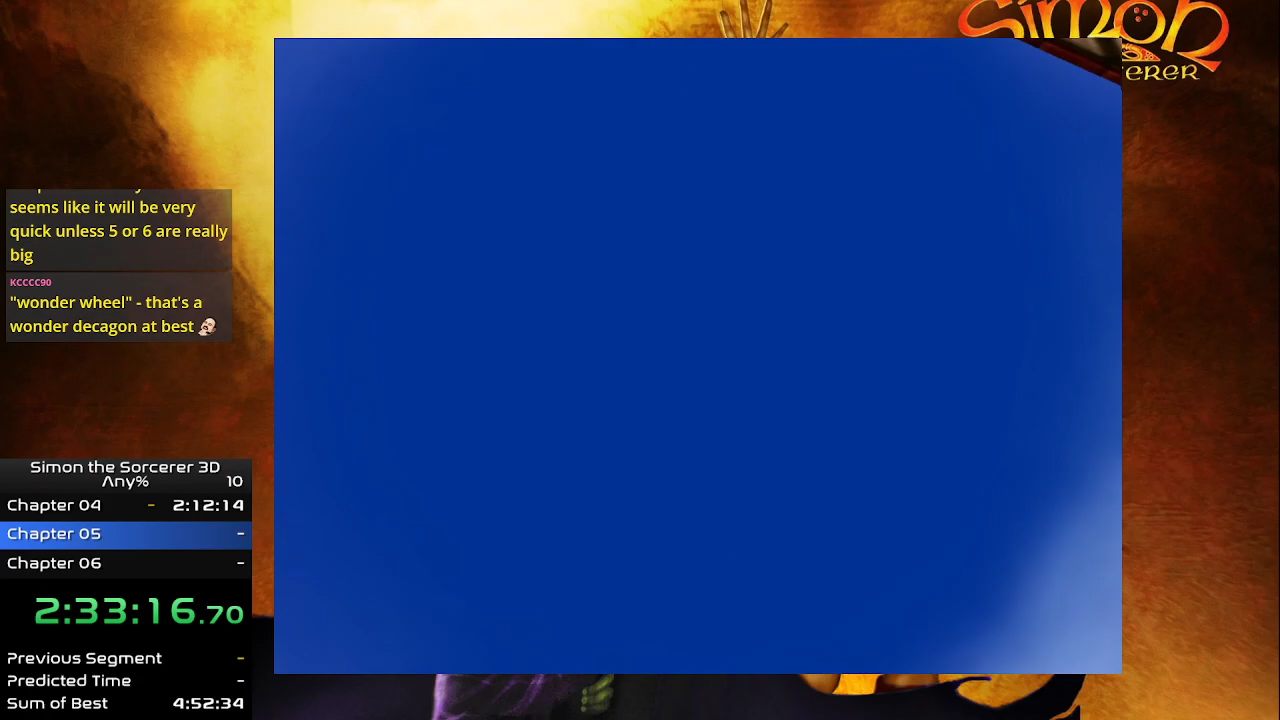 Simon
ERER
seems like it will be very
quick unless 5 or 6 are really
big
KCCCC90
"wonder wheel" - that's a
wonder decagon at best
Simon the Sorcerer 3D
Any% 10
Chapter 04 - 2:12:14
Chapter 05 -
Chapter 06 -
2:33:16.70
Previous Segment -
Predicted Time -
Sum of Best 4:52:34